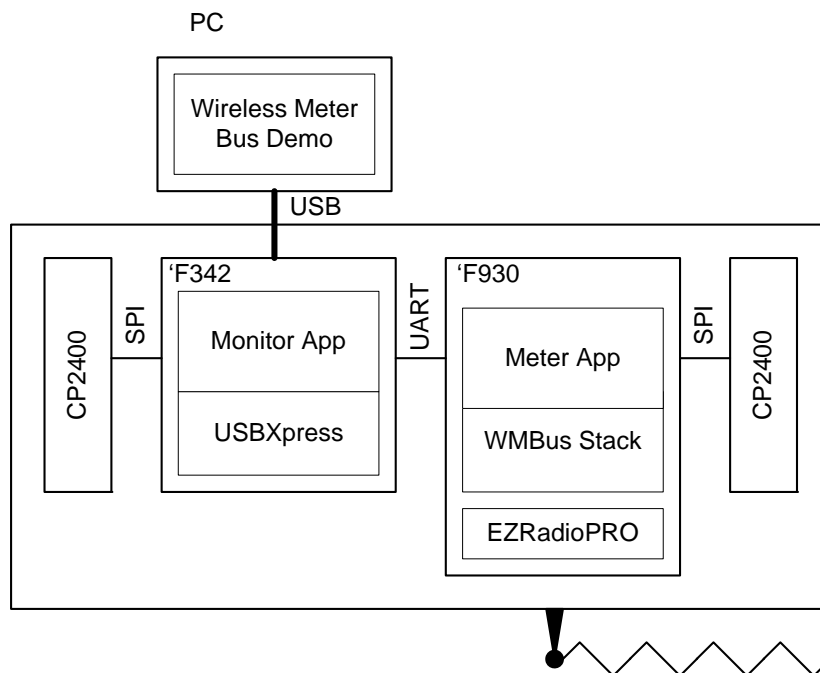 PC
Wireless Meter
Bus Demo
USB
‘F342
‘F930
CP2400
SPI
Monitor App
USBXpress
UART
Meter App
WMBus Stack
EZRadioPRO
SPI
CP2400